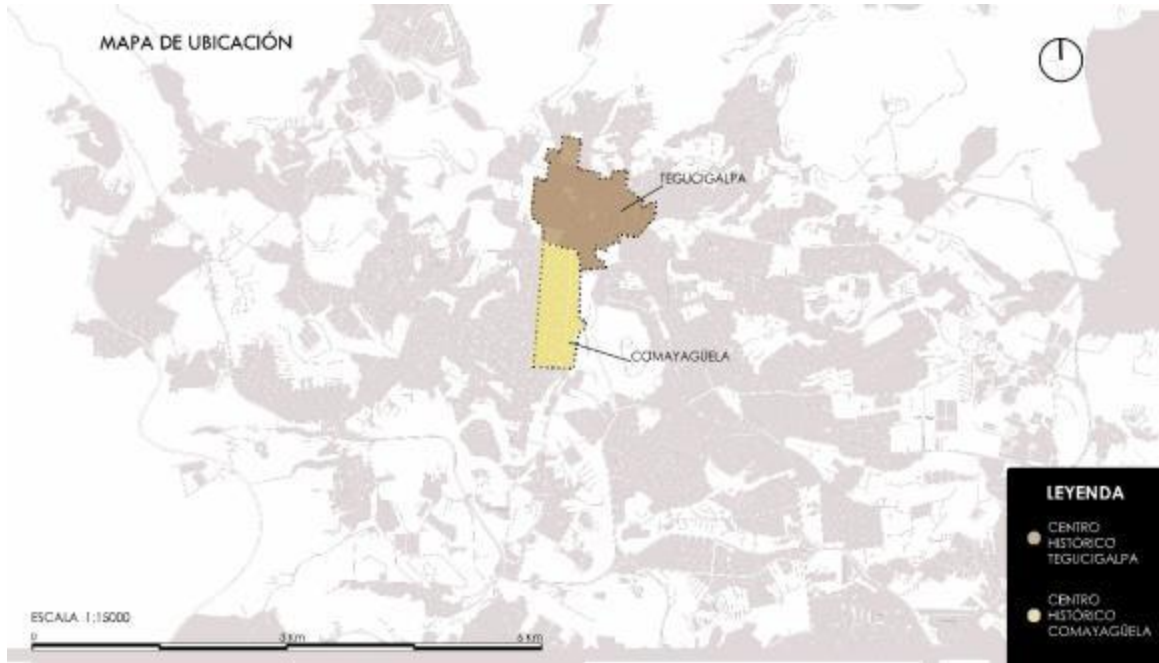 MAPA DE UBICACIÓN
TEGUCIGALPA
COMAYAGÜELA
LEYENDA
CENTRO
HISTÓRICO
TEGUCIGALPA
CENTRO
HISTÓRICO
COMAYAGÜELA
ESCALA 1:15000
0 3 Km 6 Km